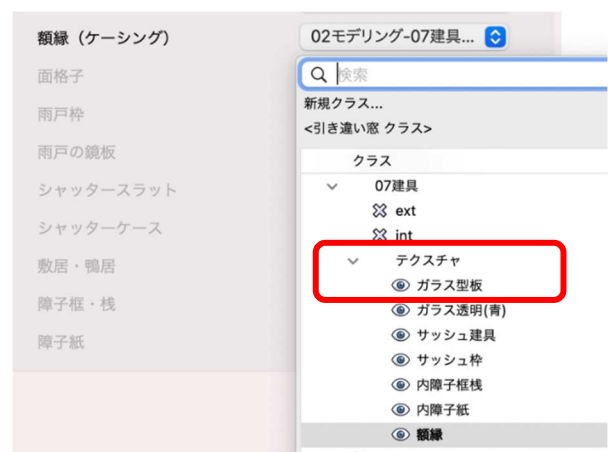 額縁（ケーシング）
02モデリング-07建具...
面格子
雨戸枠
雨戸の鏡板
シャッタースラット
シャッターケース
敷居・鴨居
障子框・桟
障子紙
検索
新規クラス...
<引き違い窓 クラス>
クラス
07建具
ext
int
テクスチャ
ガラス型板
ガラス透明(青)
サッシュ建具
サッシュ枠
内障子框桟
内障子紙
額縁